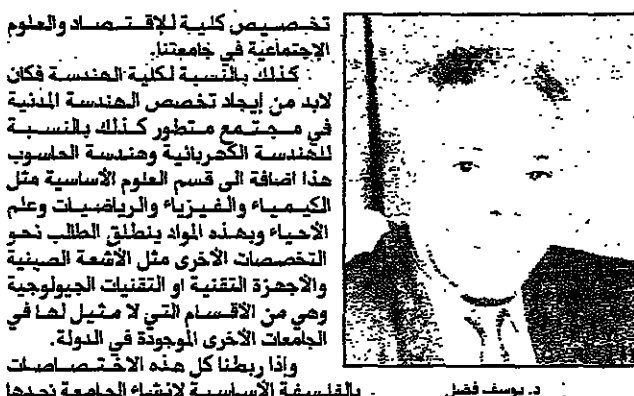 تخصيص كلية للإقتصاد والعلوم
الإجتماعية في جامعتنا.
كذلك بالنسبة لكلية الهندسة فكان
لابد من إيجاد تخصص الهندسة المدنية
في مجتمع متطور كذلك بالنسبة
للهندسة الكهربائية وهندسة الحاسوب
هذا اضافة الى قسم العلوم الأساسية مثل
الكيمياء والفيزياء والرياضيات وعلم
الأحياء وبهذه المواد ينطلق الطالب نحو
التخصصات الأخرى مثل الأشعة الصينية
والأجهزة التقنية او التقنيات الجيولوجية
وهي من الأقسام التي لا مثيل لها في
الجامعات الأخرى الموجودة في الدولة.
وإذا ربطنا كل هذه الاختصاصات
بالفلسفة الأساسية لإنشاء الجامعة نجدها
د. يوسف فضل